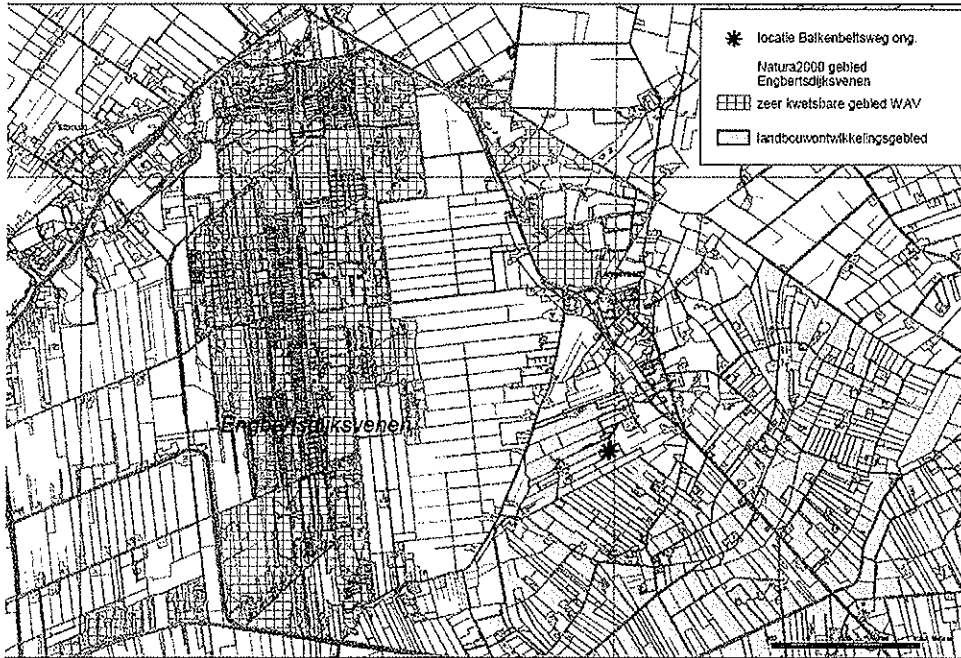 locatie Balkenbeltsweg ong.
Natura2000 gebied
Engbertsdijksvenen
zeer kwetsbare gebied WAV
landbouwontwikkelingsgebied
Engbertsdijksvenen